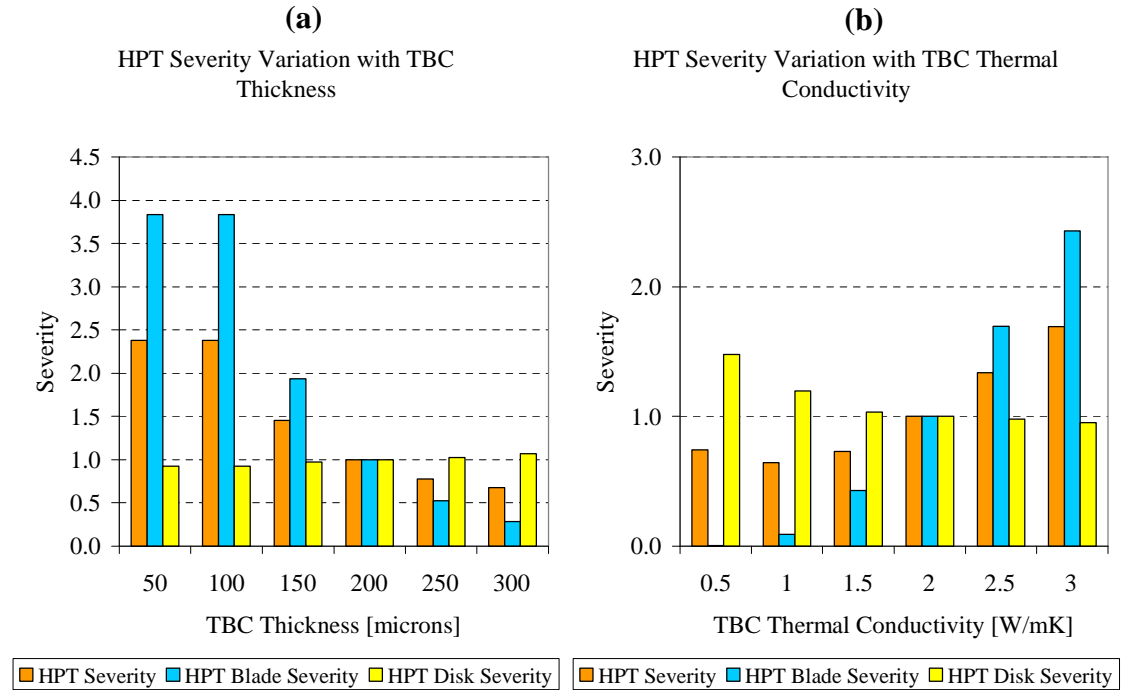 (a)
HPT Severity Variation with TBC
Thickness
4.5
4.0
3.5
3.0
2.5
2.0
1.5
1.0
0.5
0.0
Severity
50 100 150 200 250 300
TBC Thickness [microns]
HPT Severity HPT Blade Severity HPT Disk Severity
(b)
HPT Severity Variation with TBC Thermal
Conductivity
3.0
2.0
1.0
0.0
Severity
0.5 1 1.5 2 2.5 3
TBC Thermal Conductivity [W/mK]
HPT Severity HPT Blade Severity HPT Disk Severity